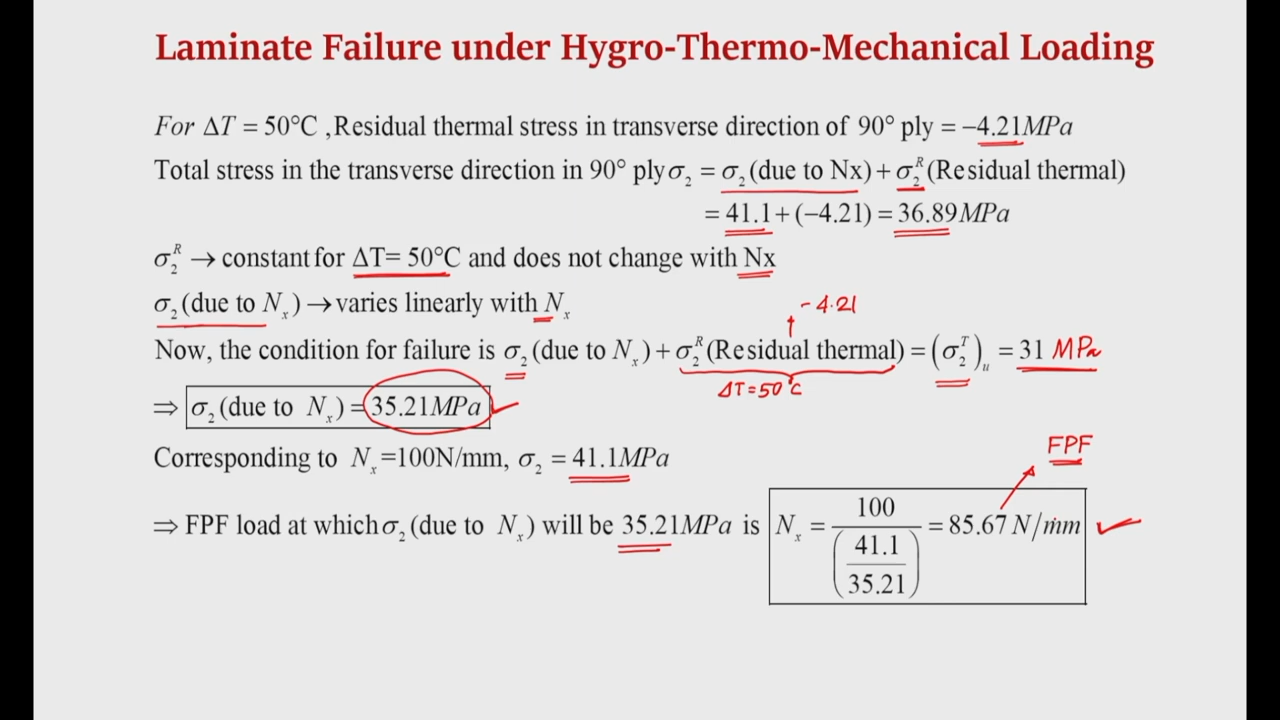 Laminate Failure under Hygro-Thermo-Mechanical Loading
For ΔT = 50°C ,Residual thermal stress in transverse direction of 90° ply = −4.21MPa
Total stress in the transverse direction in 90° ply σ₂ = σ₂(due to Nx) + σ₂ᴿ(Residual thermal)
= 41.1 + (−4.21) = 36.89MPa
σ₂ᴿ → constant for ΔT= 50°C and does not change with Nx
σ₂(due to Nₓ) → varies linearly with Nₓ
- 4.21
Now, the condition for failure is σ₂(due to Nₓ) + σ₂ᴿ(Residual thermal) = (σ₂ᵀ)ᵤ = 31 MPa
ΔT = 50°C
⇒ σ₂(due to Nₓ) = 35.21MPa
Corresponding to Nₓ=100N/mm, σ₂ = 41.1MPa
FPF
⇒ FPF load at which σ₂(due to Nₓ) will be 35.21MPa is Nₓ = 100 / (41.1 / 35.21) = 85.67 N/mm